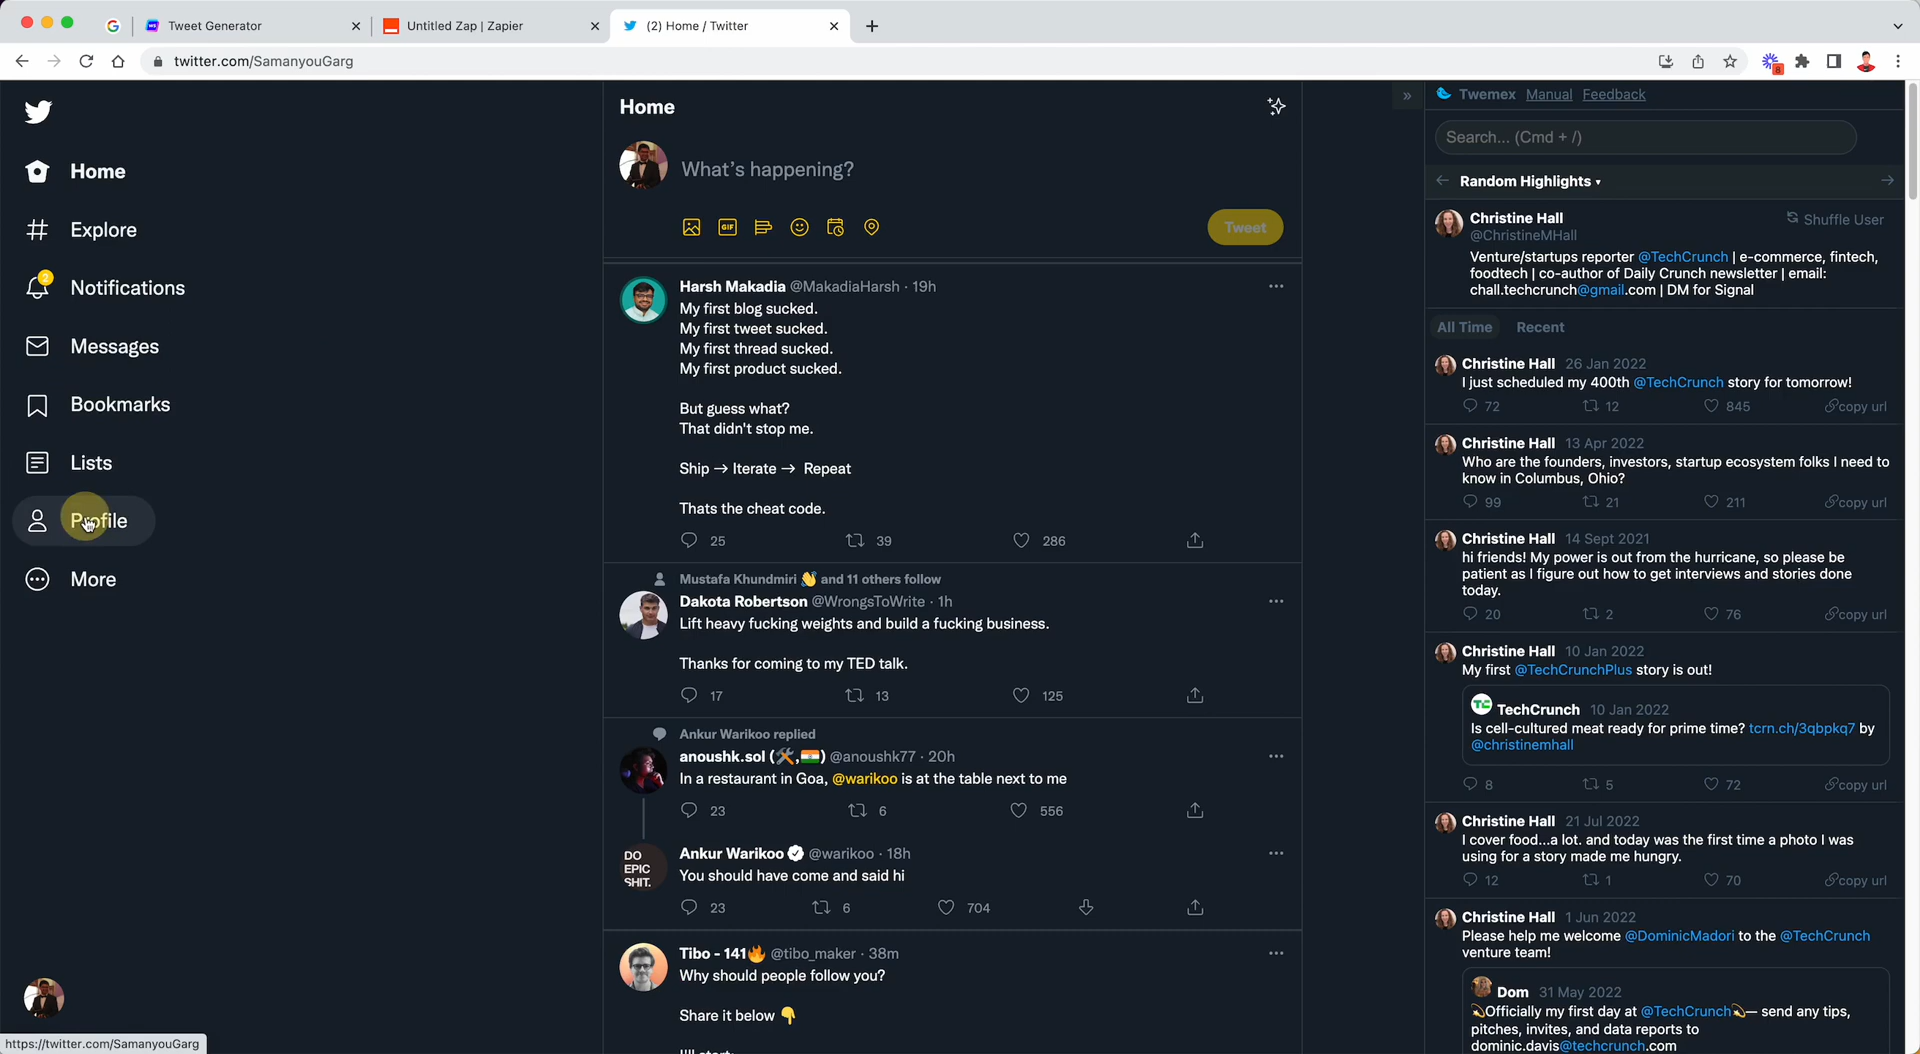 Tweet Generator
Untitled Zap | Zapier
(2) Home / Twitter
twitter.com/SamanyouGarg
8
Home
Explore
2
Notifications
Messages
Bookmarks
Lists
Profile
More
https://twitter.com/SamanyouGarg
Home
What's happening?
GIF
Tweet
Harsh Makadia @MakadiaHarsh · 19h
My first blog sucked.
My first tweet sucked.
My first thread sucked.
My first product sucked.
But guess what?
That didn't stop me.
Ship → Iterate → Repeat
Thats the cheat code.
25 39 286
Mustafa Khundmiri 👋 and 11 others follow
Dakota Robertson @WrongsToWrite · 1h
Lift heavy fucking weights and build a fucking business.
Thanks for coming to my TED talk.
17 13 125
Ankur Warikoo replied
anoushk.sol (🛠️,🇮🇳) @anoushk77 · 20h
In a restaurant in Goa, @warikoo is at the table next to me
23 6 556
DO
EPIC
SHIT.
Ankur Warikoo @warikoo · 18h
You should have come and said hi
23 6 704
Tibo - 141🔥 @tibo_maker · 38m
Why should people follow you?
Share it below 👇
I'll start:
»
Twemex Manual Feedback
Search... (Cmd + /)
← Random Highlights ▾ →
Christine Hall
Shuffle User
@ChristineMHall
Venture/startups reporter @TechCrunch | e-commerce, fintech,
foodtech | co-author of Daily Crunch newsletter | email:
chall.techcrunch@gmail.com | DM for Signal
All Time Recent
Christine Hall 26 Jan 2022
I just scheduled my 400th @TechCrunch story for tomorrow!
72 12 845 copy url
Christine Hall 13 Apr 2022
Who are the founders, investors, startup ecosystem folks I need to
know in Columbus, Ohio?
99 21 211 copy url
Christine Hall 14 Sept 2021
hi friends! My power is out from the hurricane, so please be
patient as I figure out how to get interviews and stories done
today.
20 2 76 copy url
Christine Hall 10 Jan 2022
My first @TechCrunchPlus story is out!
TechCrunch 10 Jan 2022
Is cell-cultured meat ready for prime time? tcrn.ch/3qbpkq7 by
@christinemhall
8 5 72 copy url
Christine Hall 21 Jul 2022
I cover food...a lot. and today was the first time a photo I was
using for a story made me hungry.
12 1 70 copy url
Christine Hall 1 Jun 2022
Please help me welcome @DominicMadori to the @TechCrunch
venture team!
Dom 31 May 2022
💫Officially my first day at @TechCrunch💫— send any tips,
pitches, invites, and data reports to
dominic.davis@techcrunch.com